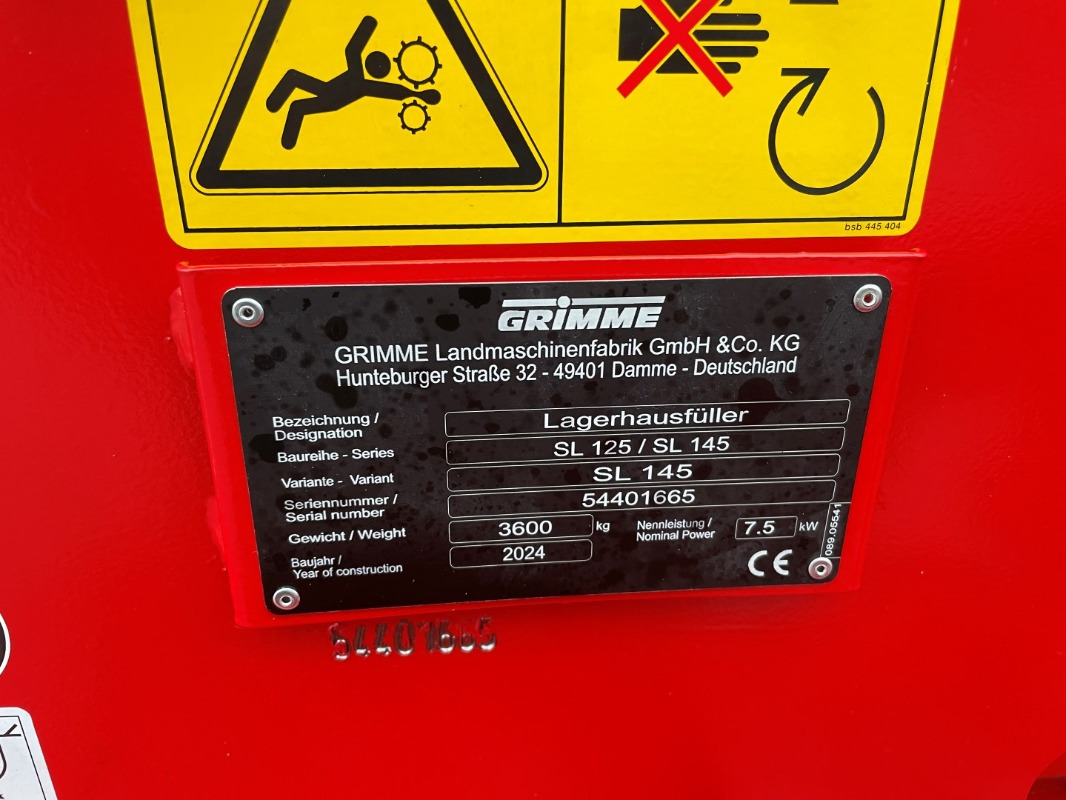 bsb 445 404
GRIMME
GRIMME Landmaschinenfabrik GmbH &Co. KG
Hunteburger Straße 32 - 49401 Damme - Deutschland
Bezeichnung /
Designation
Lagerhausfüller
Baureihe - Series
SL 125 / SL 145
Variante - Variant
SL 145
Seriennummer /
Serial number
54401665
Gewicht / Weight
3600 kg
Nennleistung /
Nominal Power
7.5 kW
Baujahr /
Year of construction
2024
CE
089.05541
54401665